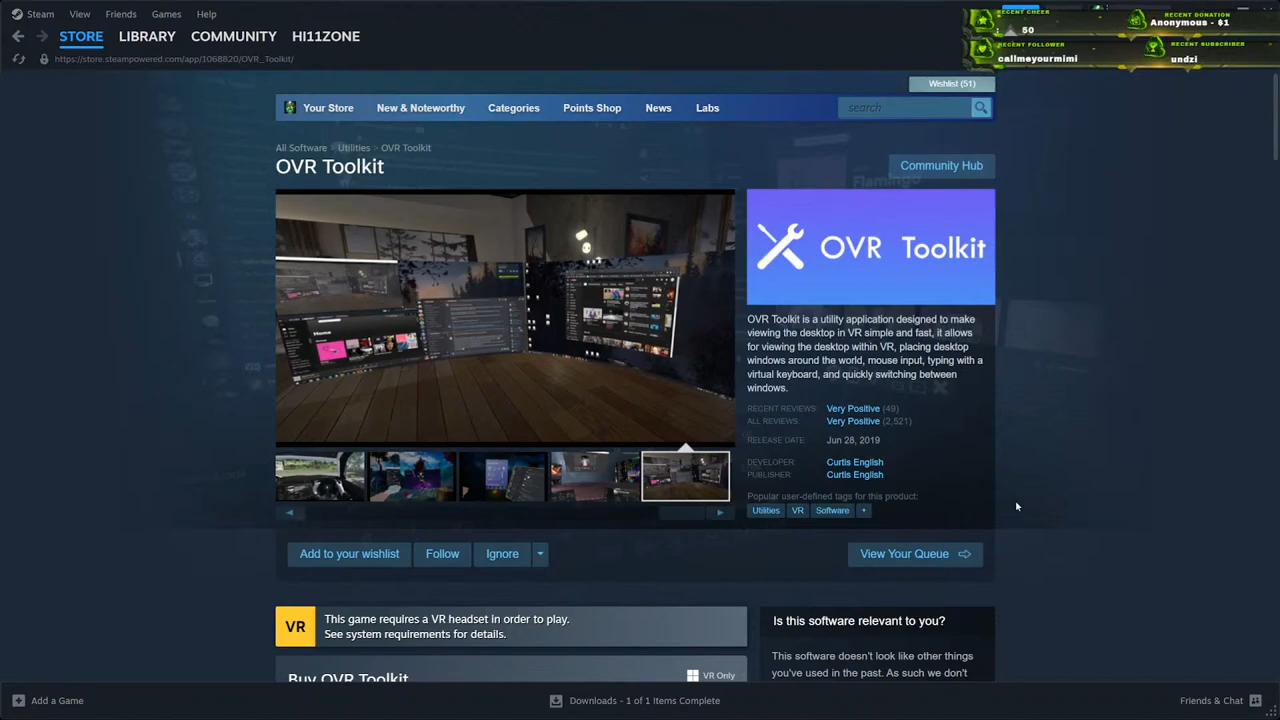 Steam View Friends Games Help
STORE LIBRARY COMMUNITY HI11ZONE
RECENT CHEER
50
RECENT DONATION
Anonymous - $1
RECENT FOLLOWER
callmeyourmimi
RECENT SUBSCRIBER
undzi
https://store.steampowered.com/app/1068820/OVR_Toolkit/
Wishlist (51)
Your Store New & Noteworthy Categories Points Shop News Labs search
All Software > Utilities > OVR Toolkit
OVR Toolkit
Community Hub
Flamingo
OVR Toolkit
OVR Toolkit is a utility application designed to make
viewing the desktop in VR simple and fast, it allows
for viewing the desktop within VR, placing desktop
windows around the world, mouse input, typing with a
virtual keyboard, and quickly switching between
windows.
RECENT REVIEWS: Very Positive (49)
ALL REVIEWS: Very Positive (2,521)
RELEASE DATE: Jun 28, 2019
DEVELOPER: Curtis English
PUBLISHER: Curtis English
Popular user-defined tags for this product:
Utilities VR Software +
Add to your wishlist Follow Ignore View Your Queue
VR
This game requires a VR headset in order to play.
See system requirements for details.
Buy OVR Toolkit
VR Only
Is this software relevant to you?
This software doesn't look like other things
you've used in the past. As such we don't
Add a Game Downloads - 1 of 1 Items Complete Friends & Chat